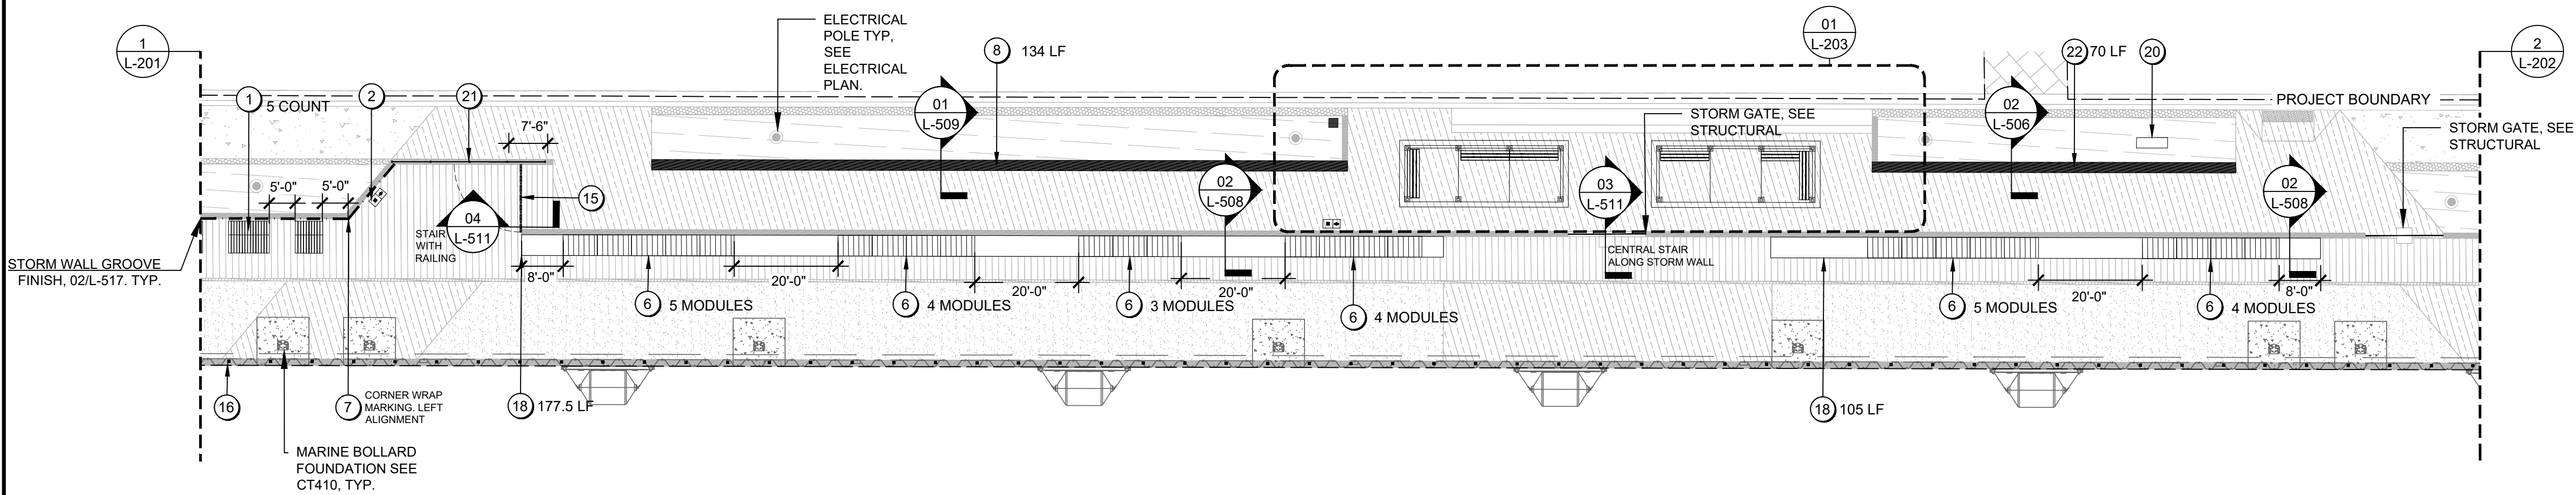 1
L-201
ELECTRICAL
POLE TYP,
SEE
ELECTRICAL
PLAN.
8 134 LF
01
L-203
22 70 LF
20
2
L-202
1 5 COUNT
2
21
7'-6"
01
L-509
STORM GATE, SEE
STRUCTURAL
02
L-506
PROJECT BOUNDARY
STORM GATE, SEE
STRUCTURAL
5'-0"
5'-0"
04
L-511
15
02
L-508
03
L-511
02
L-508
STAIR
WITH
RAILING
CENTRAL STAIR
ALONG STORM WALL
STORM WALL GROOVE
FINISH, 02/L-517. TYP.
8'-0"
20'-0"
20'-0"
20'-0"
20'-0"
8'-0"
6 5 MODULES
6 4 MODULES
6 3 MODULES
6 4 MODULES
6 5 MODULES
6 4 MODULES
16
7 CORNER WRAP
MARKING. LEFT
ALIGNMENT
18 177.5 LF
18 105 LF
MARINE BOLLARD
FOUNDATION SEE
CT410, TYP.